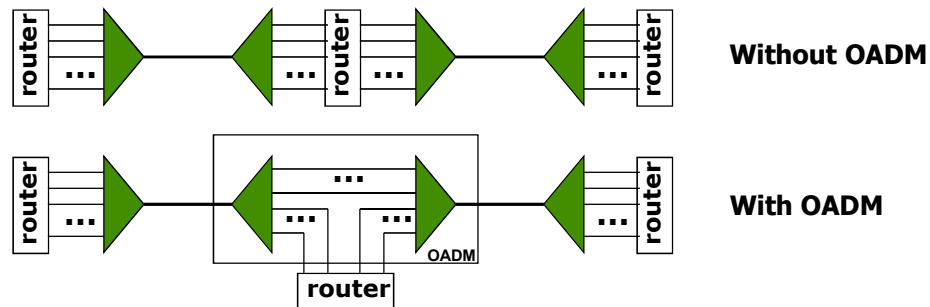 router ... ... router ... ... router Without OADM
router ... ... ... ... ... router With OADM
OADM
router